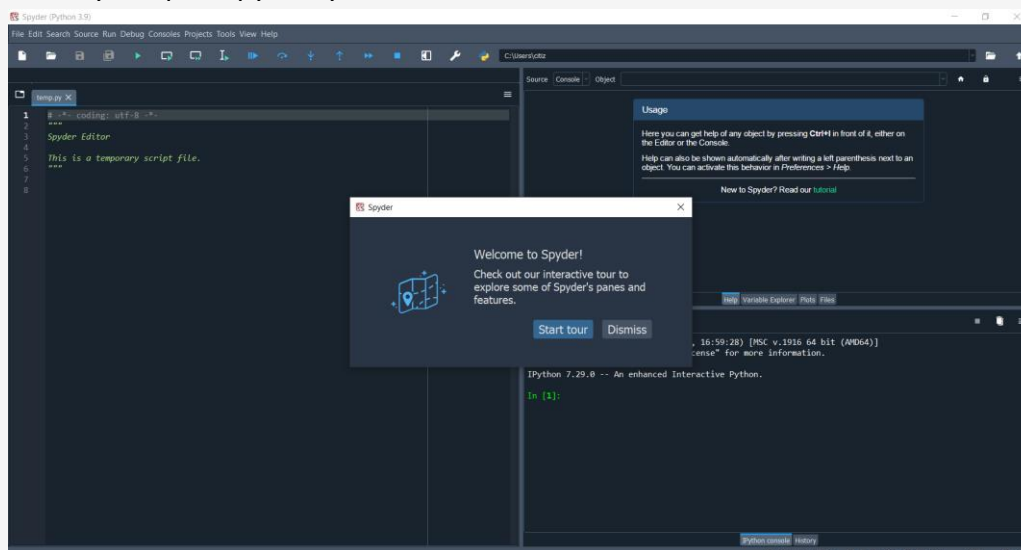 Spyder (Python 3.9)
File Edit Search Source Run Debug Consoles Projects Tools View Help
C:\Users\citiz
Source Console Object
temp.py
1 # -*- coding: utf-8 -*-
2 """
3 Spyder Editor
4
5 This is a temporary script file.
6 """
7
8
Usage
Here you can get help of any object by pressing Ctrl+I in front of it, either on
the Editor or the Console.
Help can also be shown automatically after writing a left parenthesis next to an
object. You can activate this behavior in Preferences > Help.
New to Spyder? Read our tutorial
Spyder
Welcome to Spyder!
Check out our interactive tour to
explore some of Spyder's panes and
features.
Start tour Dismiss
Help Variable Explorer Plots Files
, 16:59:28) [MSC v.1916 64 bit (AMD64)]
cense" for more information.
IPython 7.29.0 -- An enhanced Interactive Python.
In [1]:
IPython console History